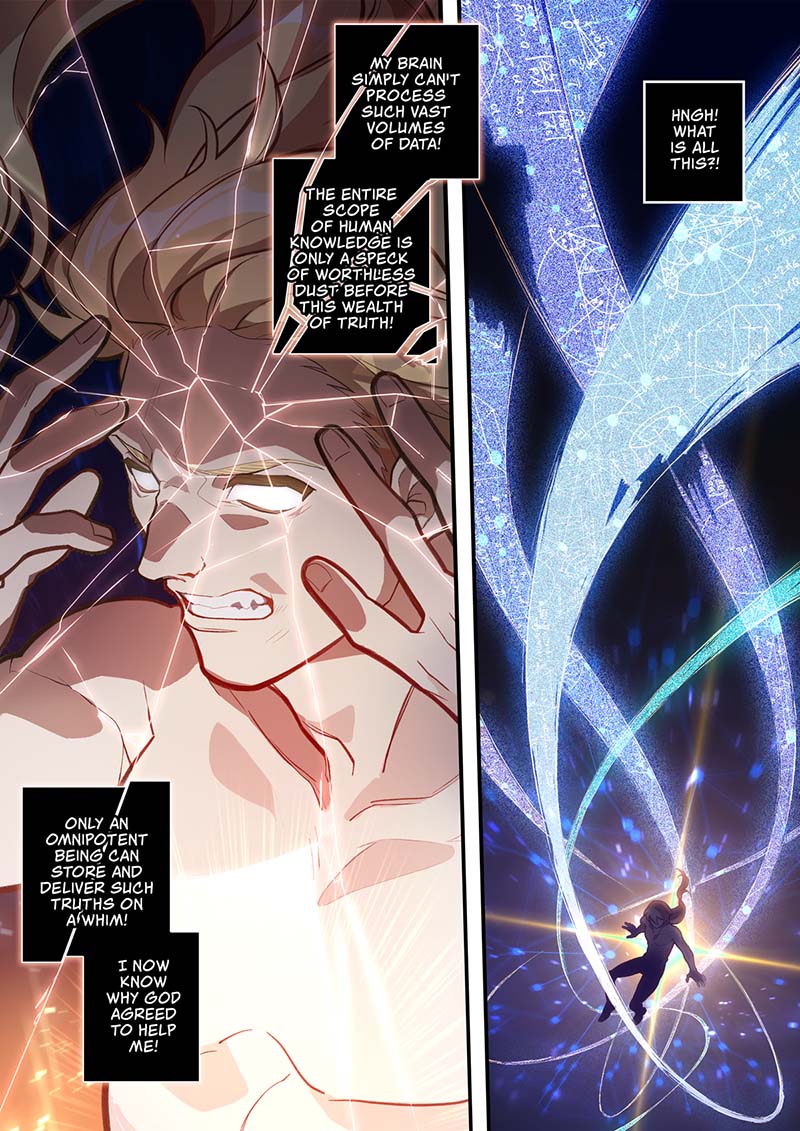 HNGH!
WHAT
IS ALL
THIS?!
MY BRAIN
SIMPLY CAN'T
PROCESS
SUCH VAST
VOLUMES
OF DATA!
THE ENTIRE
SCOPE
OF HUMAN
KNOWLEDGE IS
ONLY A SPECK
OF WORTHLESS
DUST BEFORE
THIS WEALTH
OF TRUTH!
ONLY AN
OMNIPOTENT
BEING CAN
STORE AND
DELIVER SUCH
TRUTHS ON
A WHIM!
I NOW
KNOW
WHY GOD
AGREED
TO HELP
ME!